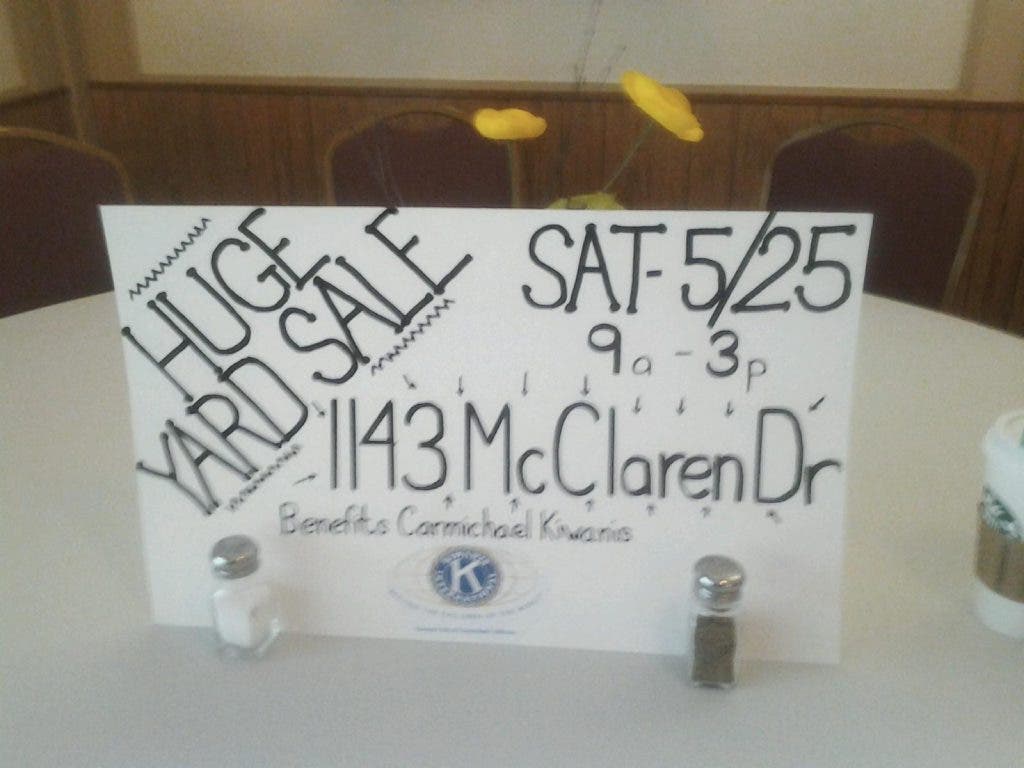 HUGE
YARD SALE
SAT- 5/25
9a - 3p
1143 McClaren Dr
Benefits Carmichael Kiwanis
K